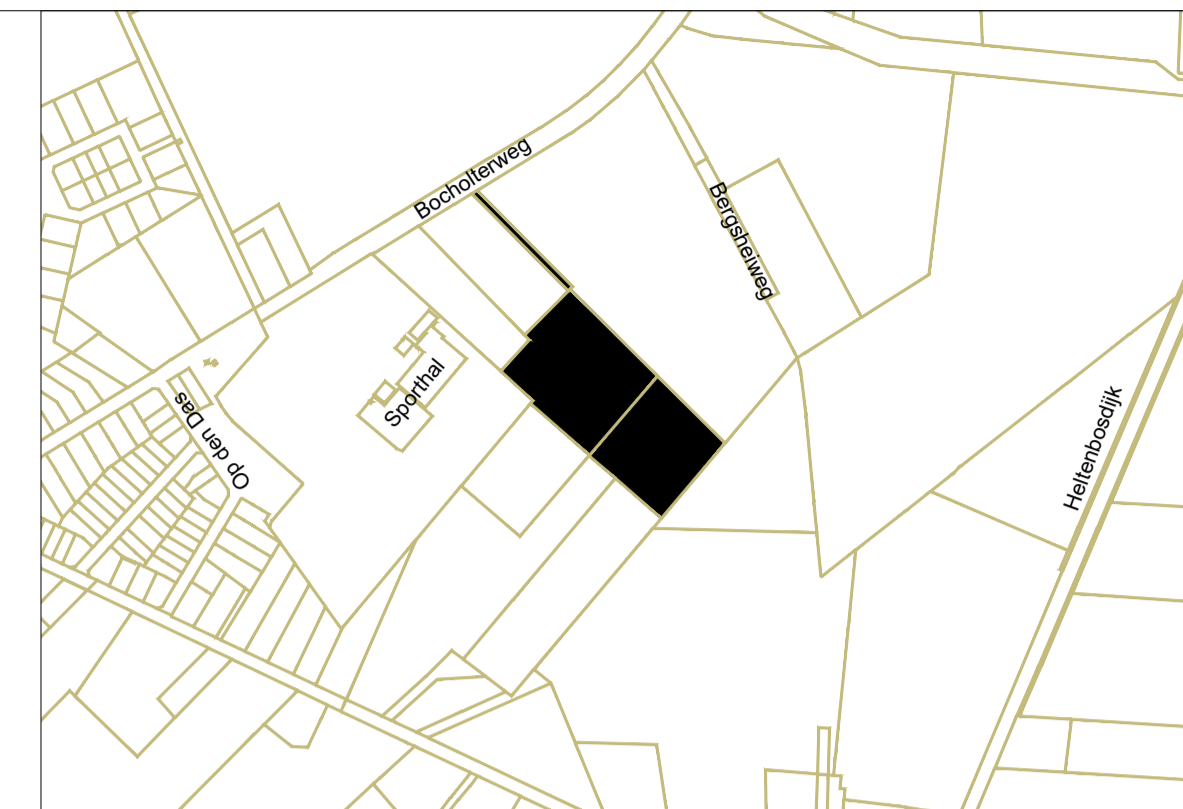 Bocholterweg
Bergsheiweg
Sporthal
Op den Das
Heltenbosdijk